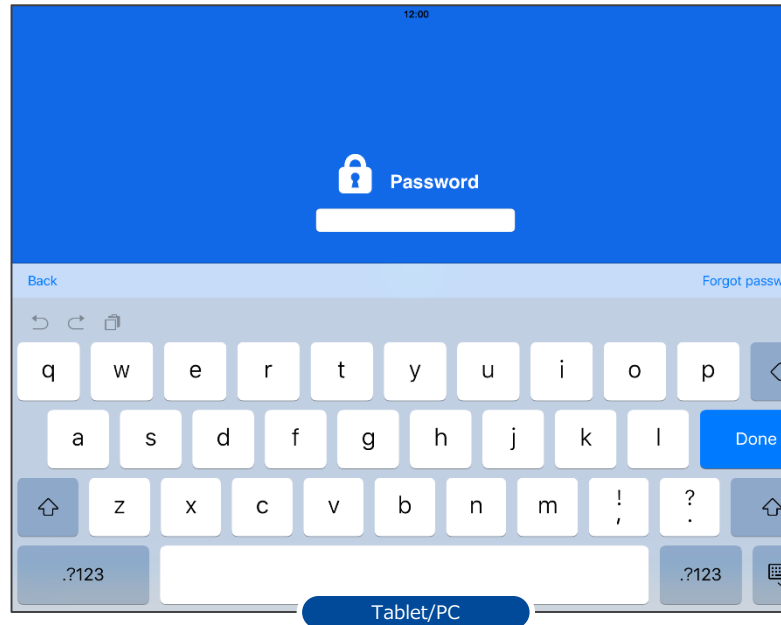 12:00
Password
Back Forgot passw
q w e r t y u i o p
a s d f g h j k l Done
z x c v b n m ! , ? .
.?123 .?123
Tablet/PC